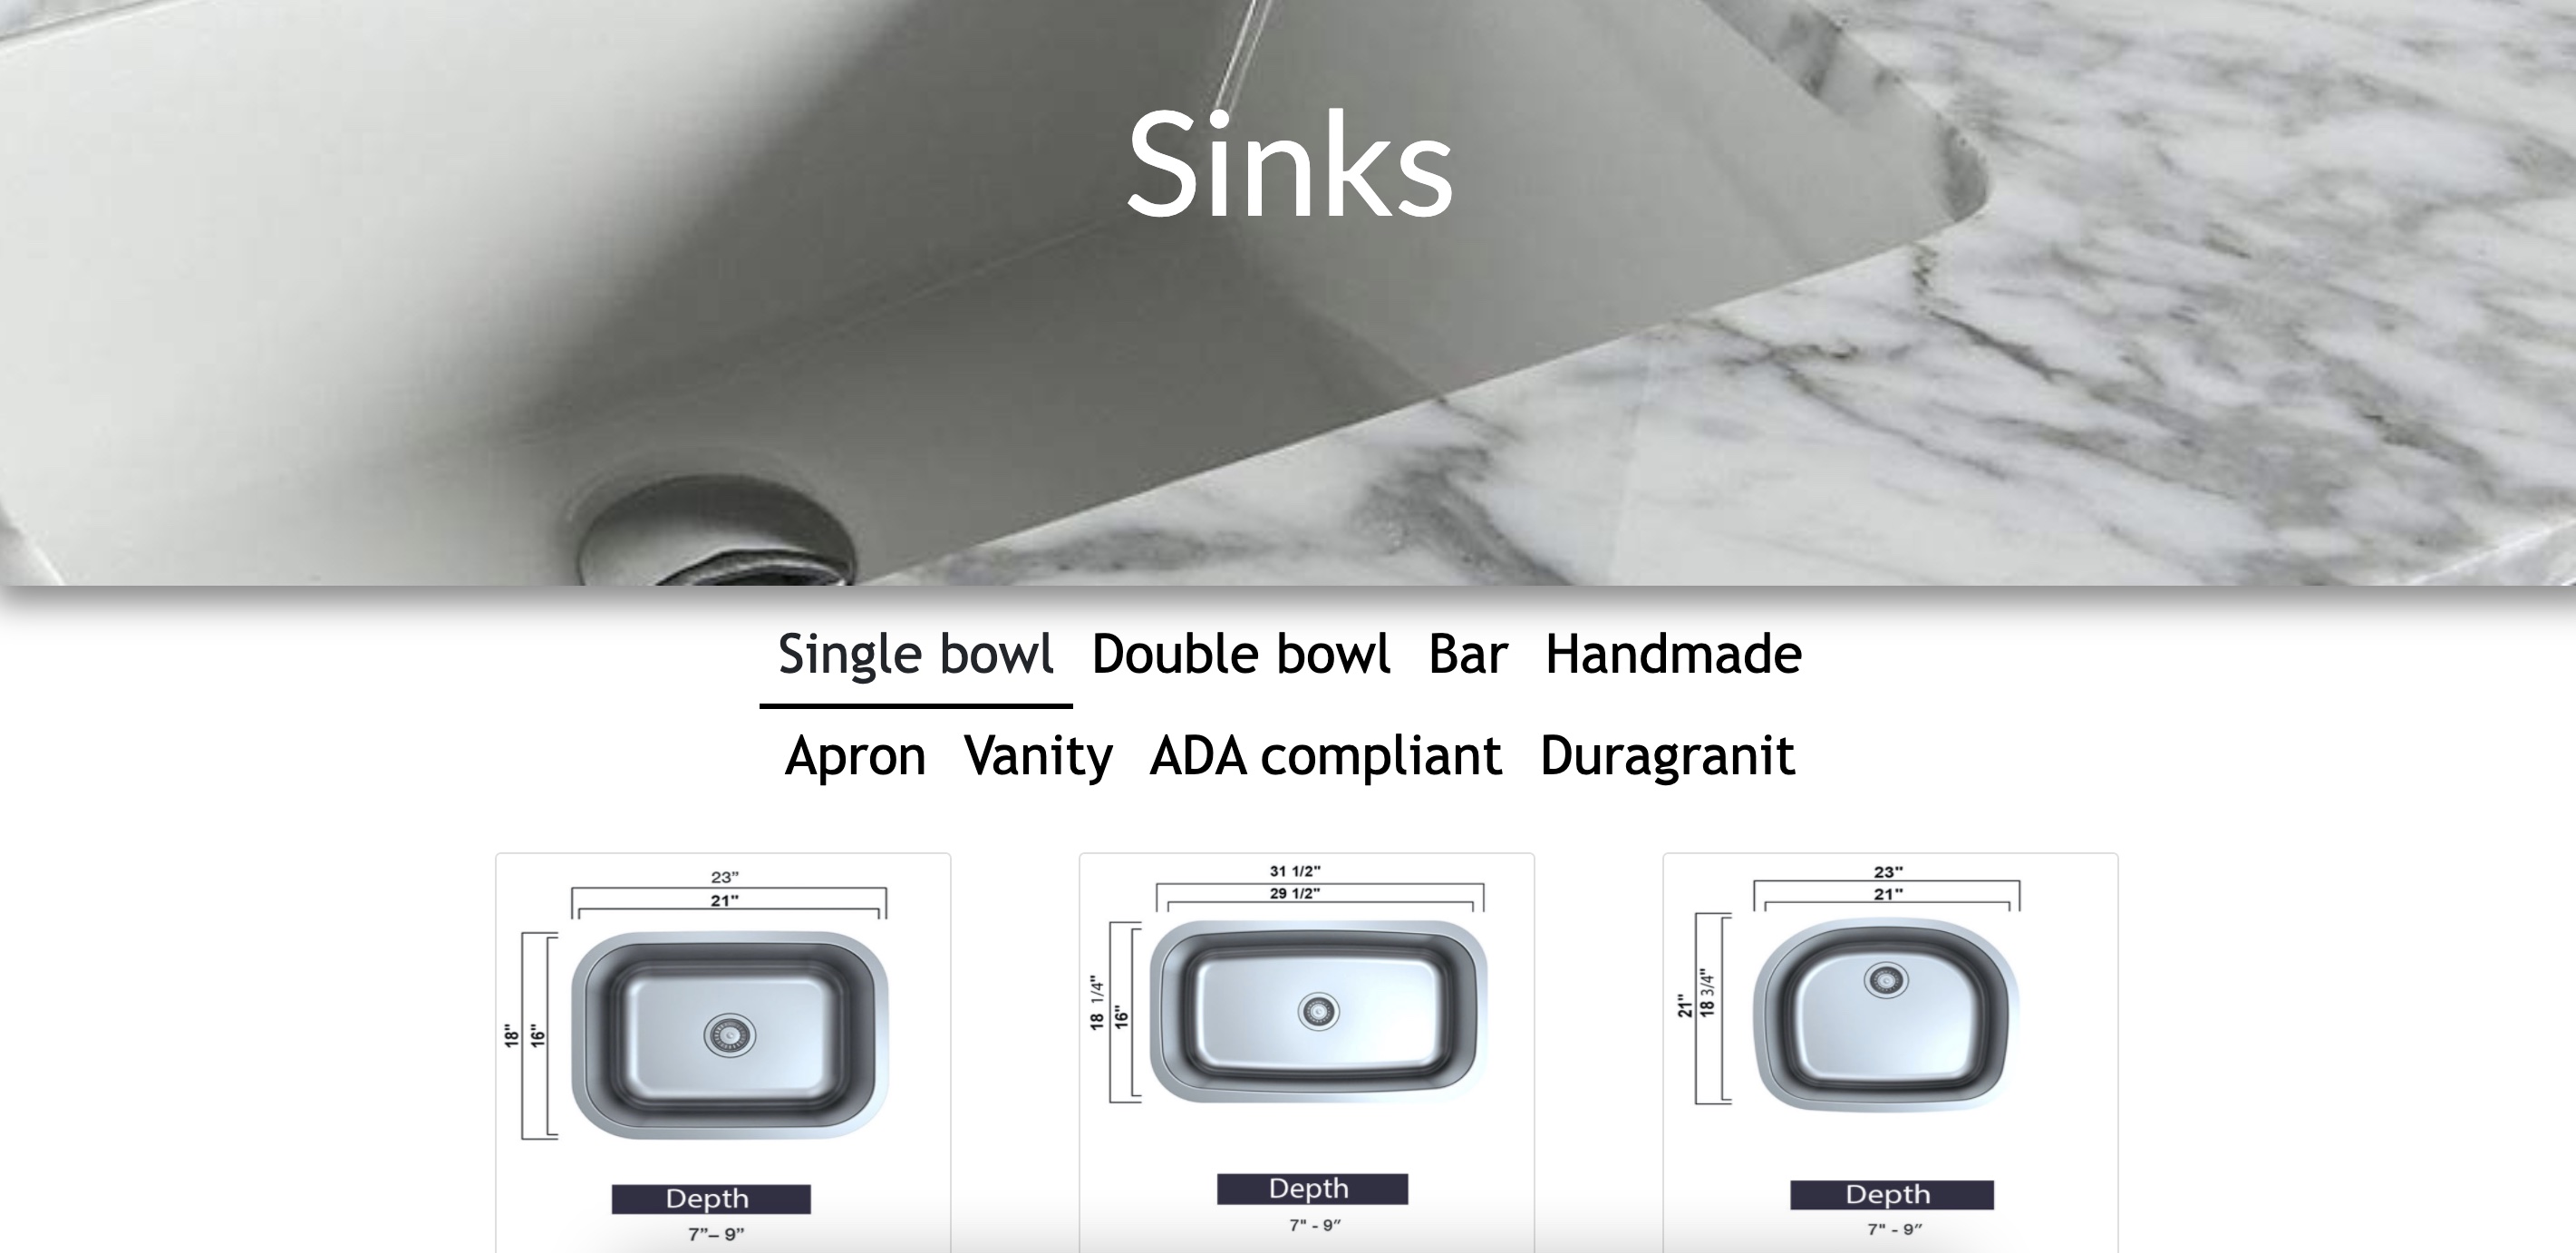 Sinks
Single bowl Double bowl Bar Handmade
Apron Vanity ADA compliant Duragranit
23”
21"
18"
16"
Depth
7”– 9”
31 1/2"
29 1/2"
18 1/4"
16"
Depth
7" - 9″
23"
21"
21"
18 3/4"
Depth
7" - 9″